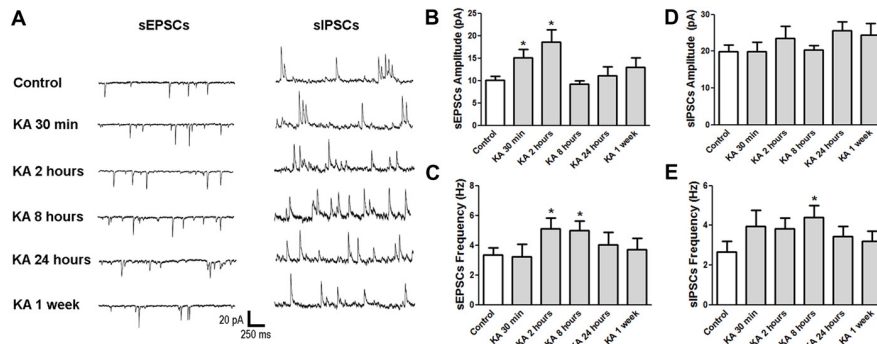 A
sEPSCs
sIPSCs
Control
KA 30 min
KA 2 hours
KA 8 hours
KA 24 hours
KA 1 week
20 pA
250 ms
B
sEPSCs Amplitude (pA)
25
20
15
10
5
0
* *
Control
KA 30 min
KA 2 hours
KA 8 hours
KA 24 hours
KA 1 week
C
sEPSCs Frequency (Hz)
8
6
4
2
0
* *
Control
KA 30 min
KA 2 hours
KA 8 hours
KA 24 hours
KA 1 week
D
sIPSCs Amplitude (pA)
40
30
20
10
0
Control
KA 30 min
KA 2 hours
KA 8 hours
KA 24 hours
KA 1 week
E
sIPSCs Frequency (Hz)
6
4
2
0
*
Control
KA 30 min
KA 2 hours
KA 8 hours
KA 24 hours
KA 1 week